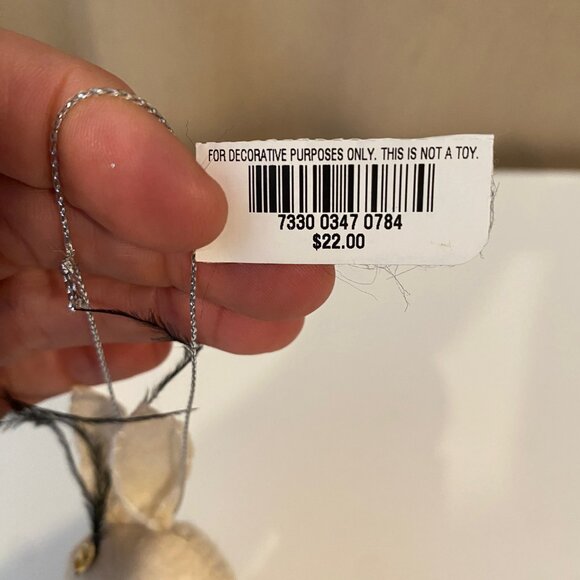 FOR DECORATIVE PURPOSES ONLY. THIS IS NOT A TOY.
7330 0347 0784
$22.00